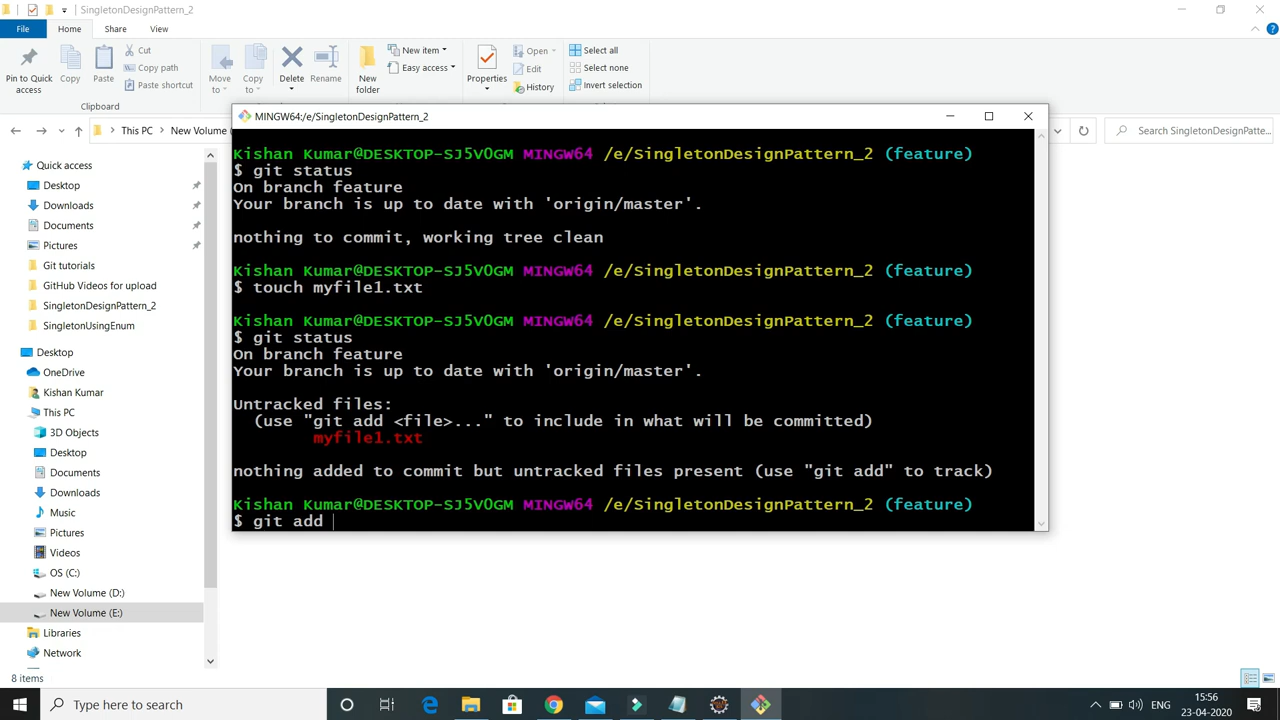 SingletonDesignPattern_2
File
Home
Share
View
Pin to Quick access
Copy
Paste
Cut
Copy path
Paste shortcut
Clipboard
Move to
Copy to
Delete
Rename
New folder
New item
Easy access
Properties
Open
Edit
History
Select all
Select none
Invert selection
This PC
New Volume (
Search SingletonDesignPatte...
MINGW64:/e/SingletonDesignPattern_2
Kishan Kumar@DESKTOP-SJ5V0GM MINGW64 /e/SingletonDesignPattern_2 (feature)
$ git status
On branch feature
Your branch is up to date with 'origin/master'.
nothing to commit, working tree clean
Kishan Kumar@DESKTOP-SJ5V0GM MINGW64 /e/SingletonDesignPattern_2 (feature)
$ touch myfile1.txt
Kishan Kumar@DESKTOP-SJ5V0GM MINGW64 /e/SingletonDesignPattern_2 (feature)
$ git status
On branch feature
Your branch is up to date with 'origin/master'.
Untracked files:
(use "git add <file>..." to include in what will be committed)
myfile1.txt
nothing added to commit but untracked files present (use "git add" to track)
Kishan Kumar@DESKTOP-SJ5V0GM MINGW64 /e/SingletonDesignPattern_2 (feature)
$ git add
Quick access
Desktop
Downloads
Documents
Pictures
Git tutorials
GitHub Videos for upload
SingletonDesignPattern_2
SingletonUsingEnum
Desktop
OneDrive
Kishan Kumar
This PC
3D Objects
Desktop
Documents
Downloads
Music
Pictures
Videos
OS (C:)
New Volume (D:)
New Volume (E:)
Libraries
Network
8 items
Type here to search
ENG
15:56
23-04-2020